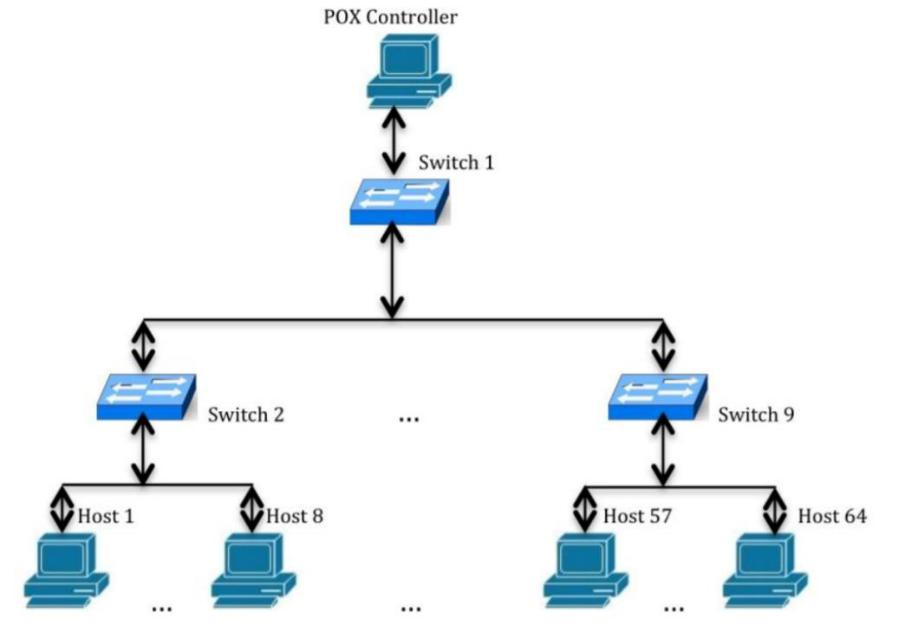 POX Controller
Switch 1
Switch 2
...
Switch 9
Host 1
Host 8
Host 57
Host 64
...
...
...